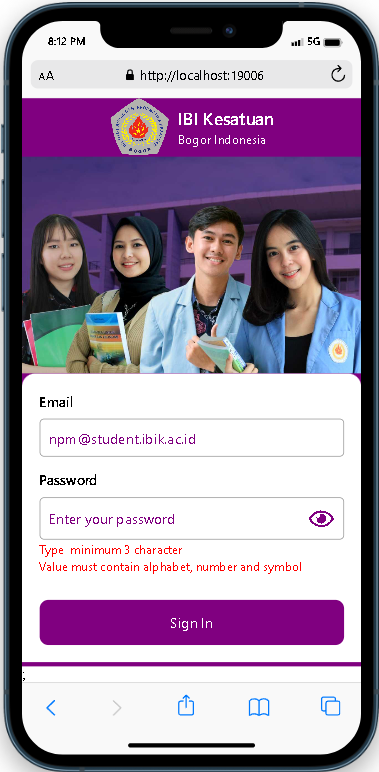 8:12 PM
5G
AA
http://localhost:19006
IBI Kesatuan
Bogor Indonesia
BOGOR
Email
npm@student.ibik.ac.id
Password
Enter your password
Type minimum 3 character
Value must contain alphabet, number and symbol
Sign In
;